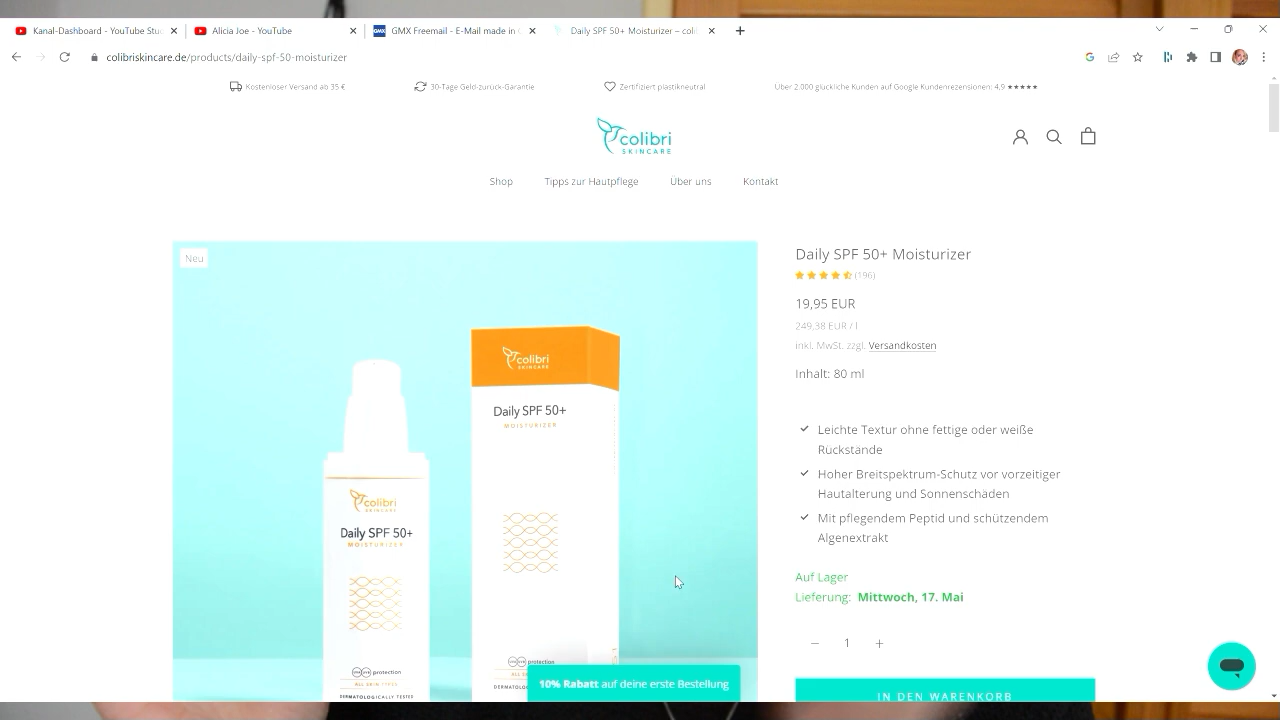 Kanal-Dashboard - YouTube Stu
Alicia Joe - YouTube
GMX Freemail - E-Mail made in
Daily SPF 50+ Moisturizer – coli
colibriskincare.de/products/daily-spf-50-moisturizer
Kostenloser Versand ab 35 €
30-Tage Geld-zurück-Garantie
Zertifiziert plastikneutral
Über 2.000 glückliche Kunden auf Google Kundenrezensionen: 4,9 ★★★★★
colibri
SKINCARE
Shop
Tipps zur Hautpflege
Über uns
Kontakt
Neu
Daily SPF 50+ Moisturizer
(196)
19,95 EUR
249,38 EUR / l
inkl. MwSt. zzgl. Versandkosten
Inhalt: 80 ml
Leichte Textur ohne fettige oder weiße
Rückstände
Hoher Breitspektrum-Schutz vor vorzeitiger
Hautalterung und Sonnenschäden
Mit pflegendem Peptid und schützendem
Algenextrakt
Auf Lager
Lieferung: Mittwoch, 17. Mai
1
IN DEN WARENKORB
colibri
SKINCARE
Daily SPF 50+
MOISTURIZER
protection
colibri
SKINCARE
Daily SPF 50+
MOISTURIZER
protection
ALL SKIN TYPES
DERMATOLOGICALLY TESTED
10% Rabatt auf deine erste Bestellung